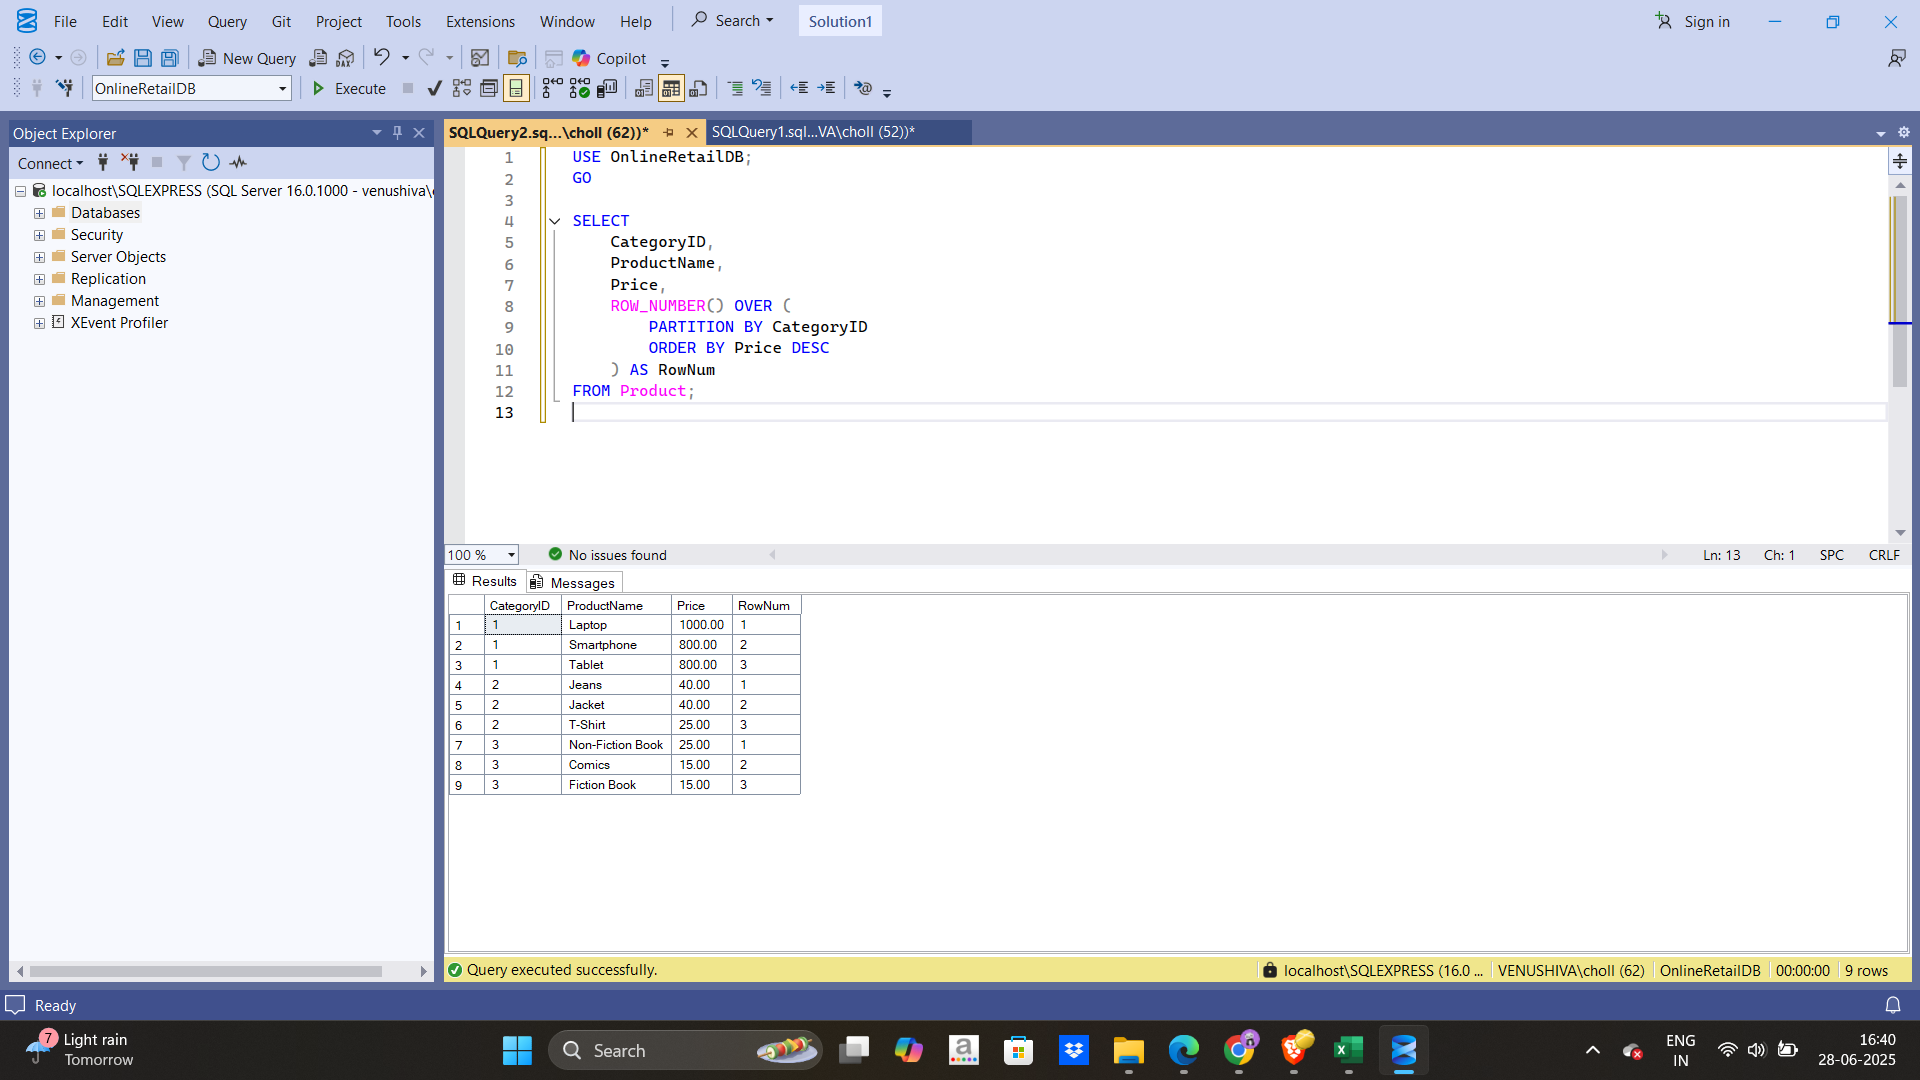 File Edit View Query Git Project Tools Extensions Window Help Search Solution1 Sign in
New Query DAX Copilot
OnlineRetailDB Execute
Object Explorer
Connect
localhost\SQLEXPRESS (SQL Server 16.0.1000 - venushiva\
Databases
Security
Server Objects
Replication
Management
XEvent Profiler
SQLQuery2.sq...\choll (62))* SQLQuery1.sql...VA\choll (52))*
1 USE OnlineRetailDB;
2 GO
3
4 SELECT
5 CategoryID,
6 ProductName,
7 Price,
8 ROW_NUMBER() OVER (
9 PARTITION BY CategoryID
10 ORDER BY Price DESC
11 ) AS RowNum
12 FROM Product;
13
100 % No issues found Ln: 13 Ch: 1 SPC CRLF
Results Messages
CategoryID ProductName Price RowNum
1 1 Laptop 1000.00 1
2 1 Smartphone 800.00 2
3 1 Tablet 800.00 3
4 2 Jeans 40.00 1
5 2 Jacket 40.00 2
6 2 T-Shirt 25.00 3
7 3 Non-Fiction Book 25.00 1
8 3 Comics 15.00 2
9 3 Fiction Book 15.00 3
Query executed successfully. localhost\SQLEXPRESS (16.0 ... VENUSHIVA\choll (62) OnlineRetailDB 00:00:00 9 rows
Ready
7 Light rain
Tomorrow
Search
a
n
ENG
IN
16:40
28-06-2025